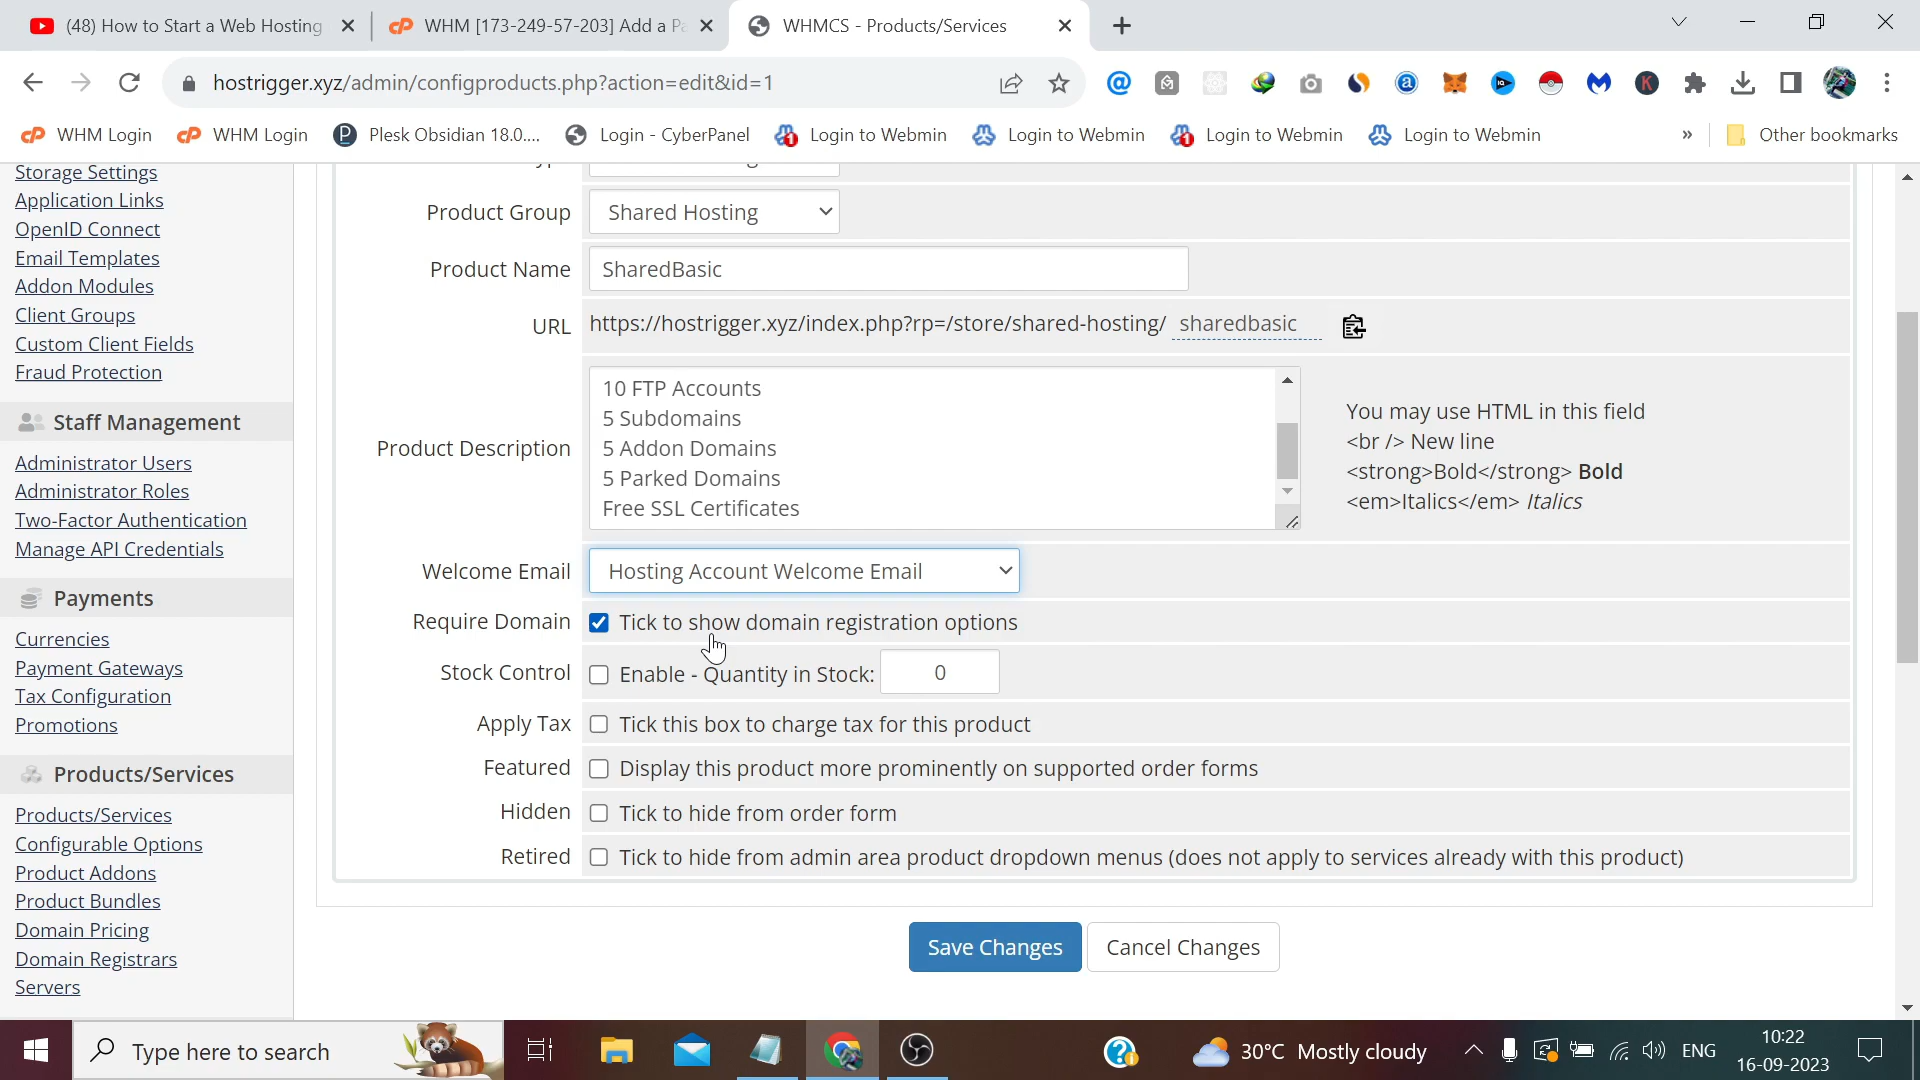 (48) How to Start a Web Hosting
WHM [173-249-57-203] Add a Pa
WHMCS - Products/Services
hostrigger.xyz/admin/configproducts.php?action=edit&id=1
WHM Login
WHM Login
Plesk Obsidian 18.0....
Login - CyberPanel
Login to Webmin
Login to Webmin
Login to Webmin
Login to Webmin
»
Other bookmarks
Storage Settings
Application Links
OpenID Connect
Email Templates
Addon Modules
Client Groups
Custom Client Fields
Fraud Protection
Staff Management
Administrator Users
Administrator Roles
Two-Factor Authentication
Manage API Credentials
Payments
Currencies
Payment Gateways
Tax Configuration
Promotions
Products/Services
Products/Services
Configurable Options
Product Addons
Product Bundles
Domain Pricing
Domain Registrars
Servers
Product Group Shared Hosting
Product Name SharedBasic
URL https://hostrigger.xyz/index.php?rp=/store/shared-hosting/ sharedbasic
Product Description
10 FTP Accounts
5 Subdomains
5 Addon Domains
5 Parked Domains
Free SSL Certificates
You may use HTML in this field
<br /> New line
<strong>Bold</strong> Bold
<em>Italics</em> Italics
Welcome Email Hosting Account Welcome Email
Require Domain Tick to show domain registration options
Stock Control Enable - Quantity in Stock: 0
Apply Tax Tick this box to charge tax for this product
Featured Display this product more prominently on supported order forms
Hidden Tick to hide from order form
Retired Tick to hide from admin area product dropdown menus (does not apply to services already with this product)
Save Changes
Cancel Changes
Type here to search
30°C Mostly cloudy
ENG
10:22
16-09-2023